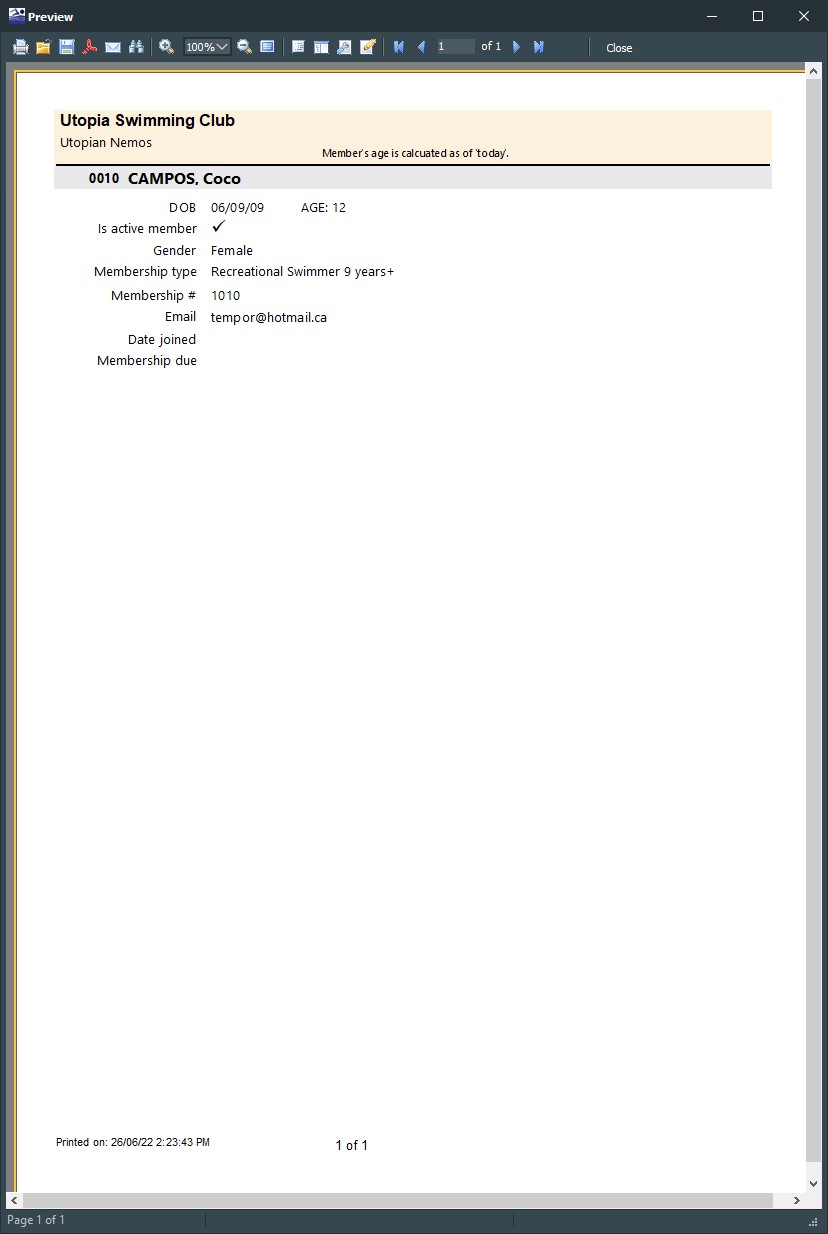 Preview
100%
1 of 1
Close
Utopia Swimming Club
Utopian Nemos
Member's age is calcuated as of 'today'.
0010 CAMPOS, Coco
DOB 06/09/09 AGE: 12
Is active member ✓
Gender Female
Membership type Recreational Swimmer 9 years+
Membership # 1010
Email tempor@hotmail.ca
Date joined
Membership due
Printed on: 26/06/22 2:23:43 PM
1 of 1
Page 1 of 1